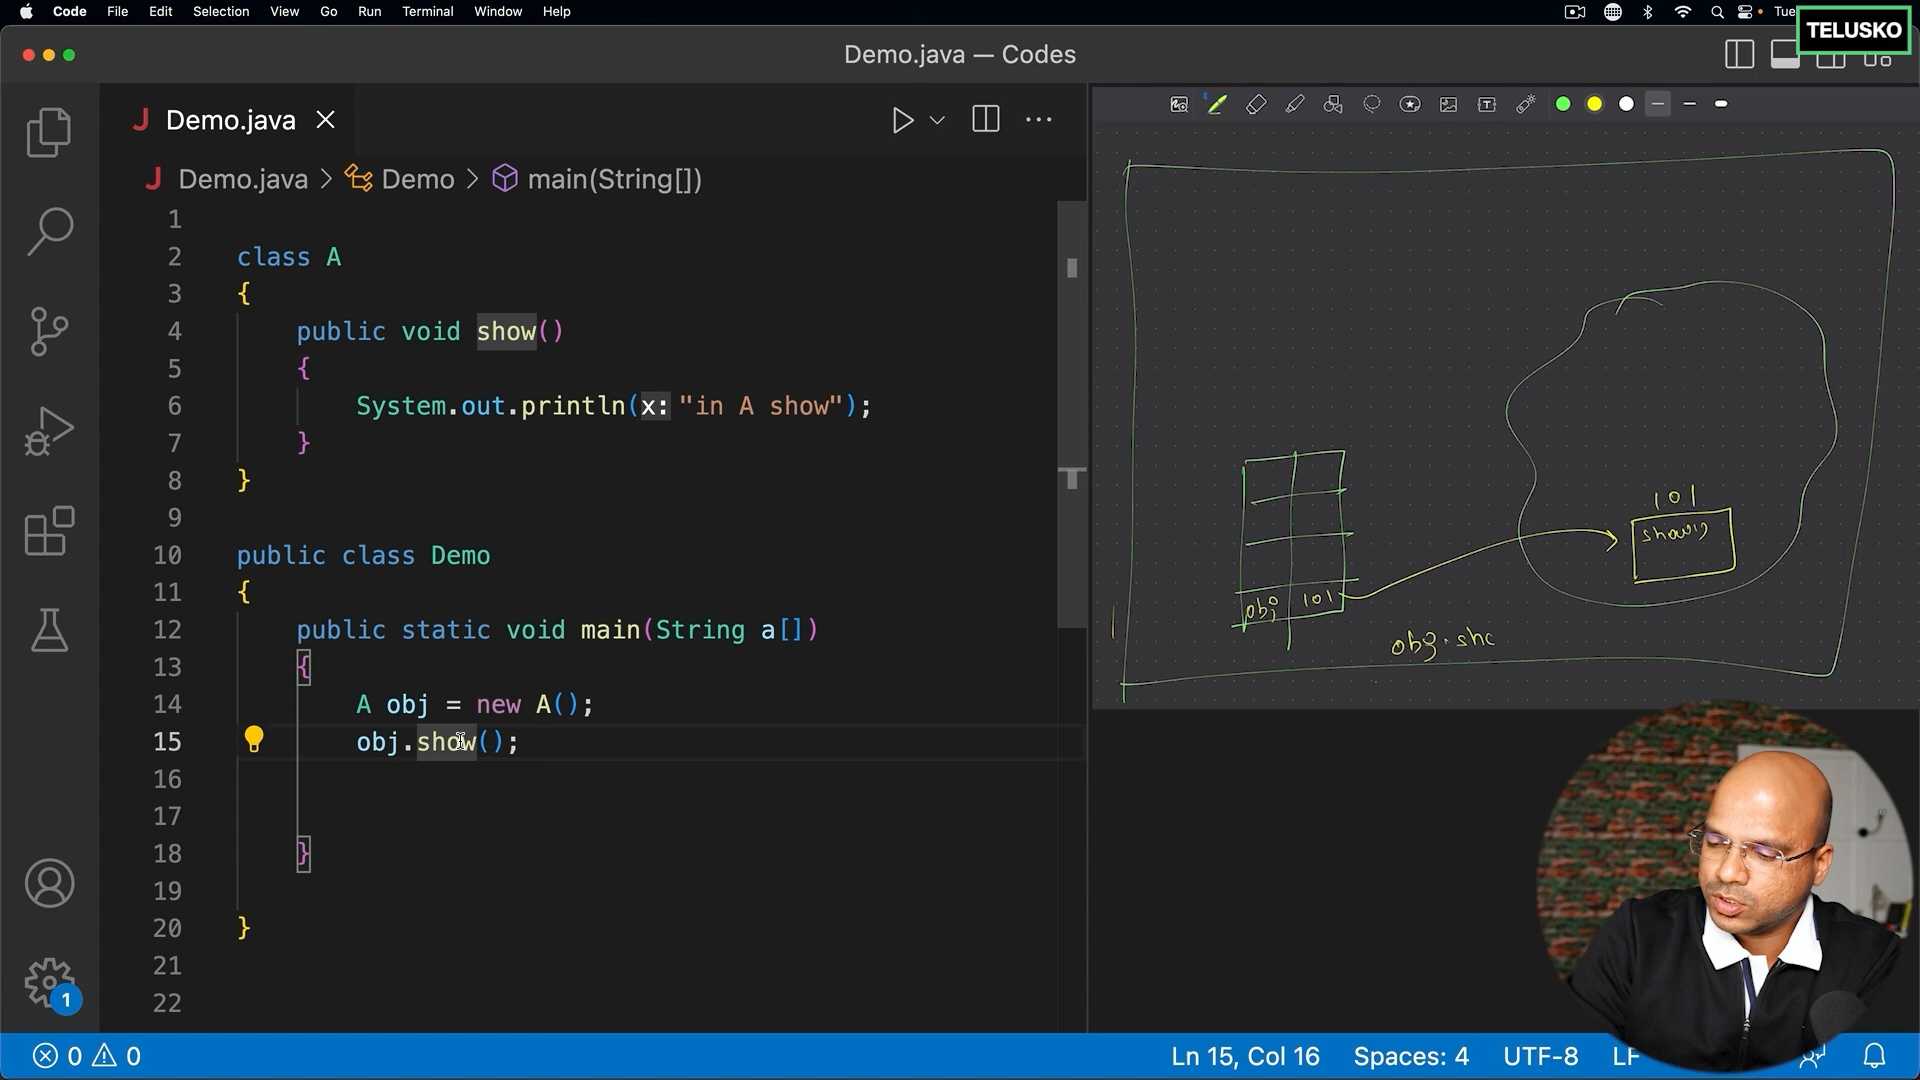 Code File Edit Selection View Go Run Terminal Window Help Tue
TELUSKO
Demo.java — Codes
J Demo.java
J Demo.java > Demo > main(String[])
1
2 class A
3 {
4 public void show()
5 {
6 System.out.println(x: "in A show");
7 }
8 }
9
10 public class Demo
11 {
12 public static void main(String a[])
13 {
14 A obj = new A();
15 obj.show();
16
17
18 }
19
20 }
21
22
101
show()
obj 101
obj.sho
1
0 0 Ln 15, Col 16 Spaces: 4 UTF-8 LF